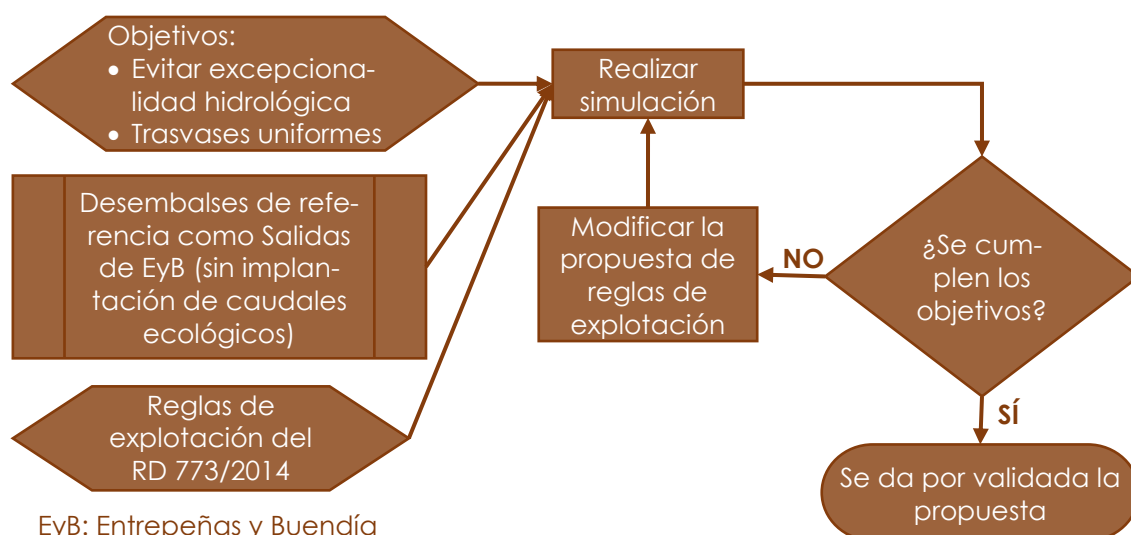 Objetivos:
• Evitar excepciona-
lidad hidrológica
• Trasvases uniformes
Desembalses de refe-
rencia como Salidas
de EyB (sin implan-
tación de caudales
ecológicos)
Reglas de
explotación del
RD 773/2014
EyB: Entrepeñas y Buendía
Realizar
simulación
Modificar la
propuesta de
reglas de
explotación
NO
¿Se cum-
plen los
objetivos?
SÍ
Se da por validada la
propuesta